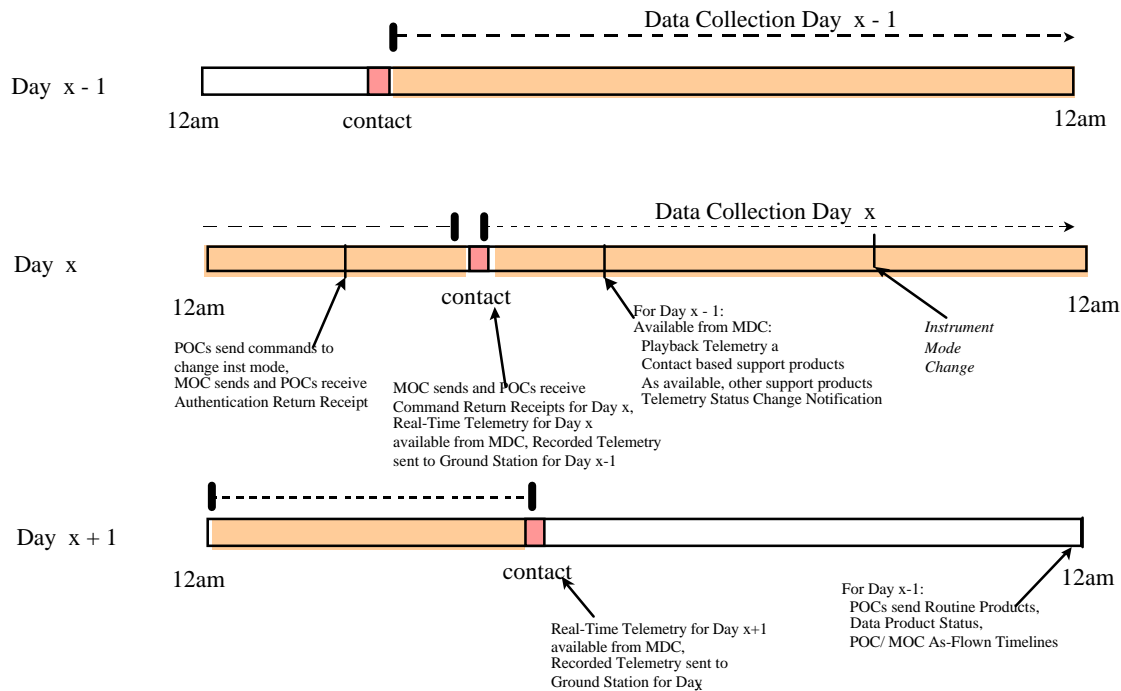 Data Collection Day x - 1
Day x - 1
12am
contact
12am
Data Collection Day x
Day x
12am
contact
12am
POCs send commands to
change inst mode,
MOC sends and POCs receive
Authentication Return Receipt
MOC sends and POCs receive
Command Return Receipts for Day x,
Real-Time Telemetry for Day x
available from MDC, Recorded Telemetry
sent to Ground Station for Day x-1
For Day x - 1:
Available from MDC:
Playback Telemetry a
Contact based support products
As available, other support products
Telemetry Status Change Notification
Instrument
Mode
Change
Day x + 1
12am
contact
12am
Real-Time Telemetry for Day x+1
available from MDC,
Recorded Telemetry sent to
Ground Station for Day x
For Day x-1:
POCs send Routine Products,
Data Product Status,
POC/ MOC As-Flown Timelines